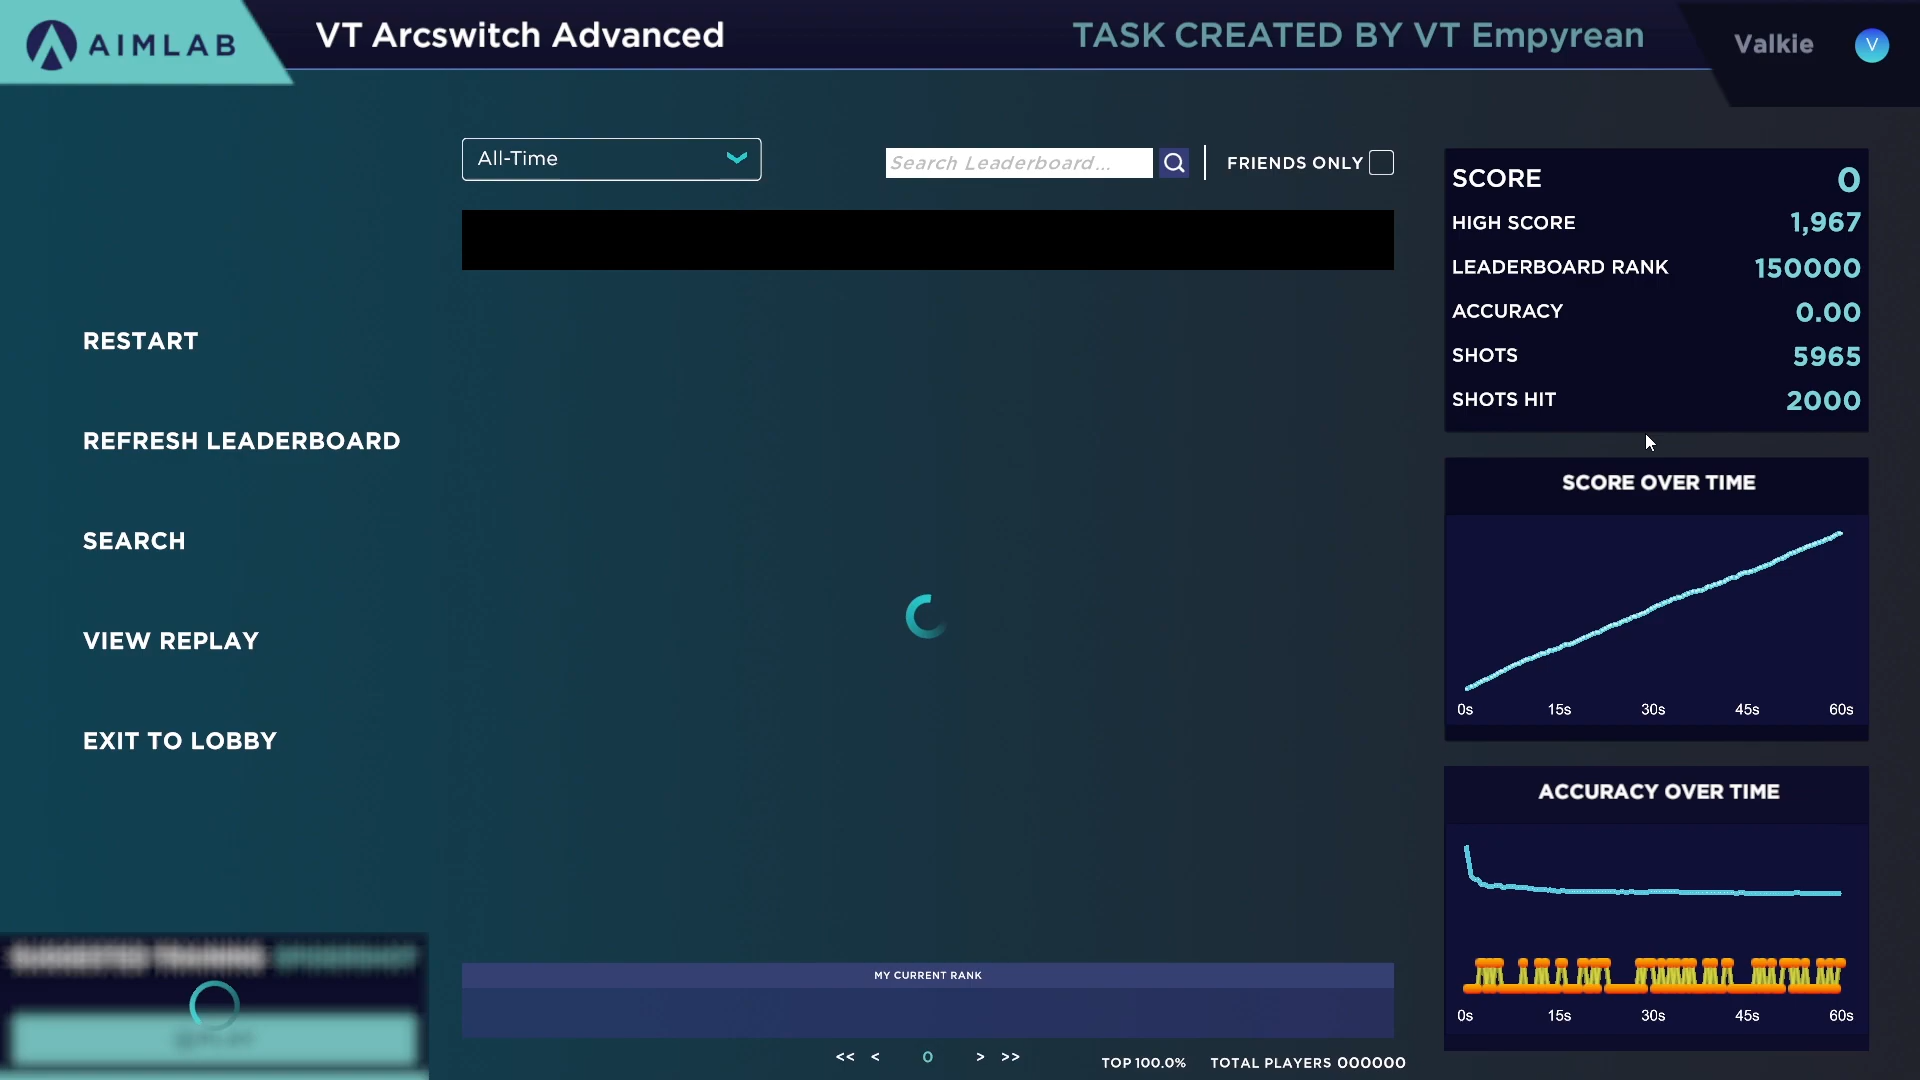 AIMLAB
VT Arcswitch Advanced
TASK CREATED BY VT Empyrean
Valkie
V
All-Time
Search Leaderboard...
FRIENDS ONLY
RESTART
REFRESH LEADERBOARD
SEARCH
VIEW REPLAY
EXIT TO LOBBY
SCORE 0
HIGH SCORE 1,967
LEADERBOARD RANK 150000
ACCURACY 0.00
SHOTS 5965
SHOTS HIT 2000
SCORE OVER TIME
0s 15s 30s 45s 60s
ACCURACY OVER TIME
0s 15s 30s 45s 60s
SUGGESTED TRAINING
MY CURRENT RANK
<< < 0 > >>
TOP 100.0% TOTAL PLAYERS 000000